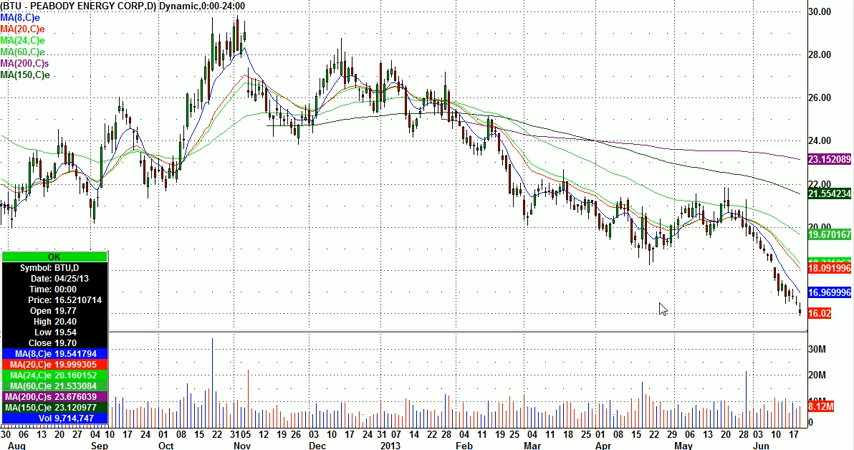 (BTU - PEABODY ENERGY CORP,D) Dynamic,0:00-24:00
MA(8,C)e
MA(20,C)e
MA(24,C)e
MA(60,C)e
MA(200,C)s
MA(150,C)e
30.00
28.00
26.00
24.00
23.152089
22.00
21.554234
20.00
19.670167
18.091996
16.969996
16.02
OK
Symbol: BTU,D
Date: 04/25/13
Time: 00:00
Price: 16.5210714
Open 19.77
High 20.40
Low 19.54
Close 19.70
MA(8,C)e 19.541794
MA(20,C)e 19.999305
MA(24,C)e 20.160152
MA(60,C)e 21.533084
MA(200,C)s 23.676039
MA(150,C)e 23.120977
Vol 9,714,747
30M
20M
8.12M
0
30 06 13 20 27 04 10 17 24 01 08 15 22 31 05 12 19 26 03 10 17 24 31 07 14 22 28 04 11 19 25 04 11 18 25 01 08 15 22 29 06 13 20 28 03 10 17
Aug Sep Oct Nov Dec 2013 Feb Mar Apr May Jun